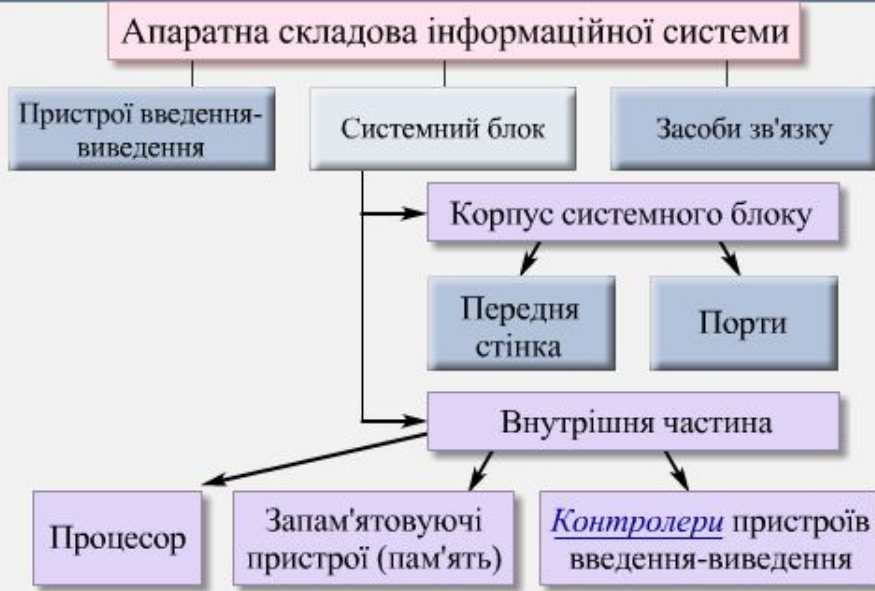 Апаратна складова інформаційної системи
Пристрої введення-
виведення
Системний блок
Засоби зв'язку
Корпус системного блоку
Передня
стінка
Порти
Внутрішня частина
Процесор
Запам'ятовуючі
пристрої (пам'ять)
Контролери пристроїв
введення-виведення